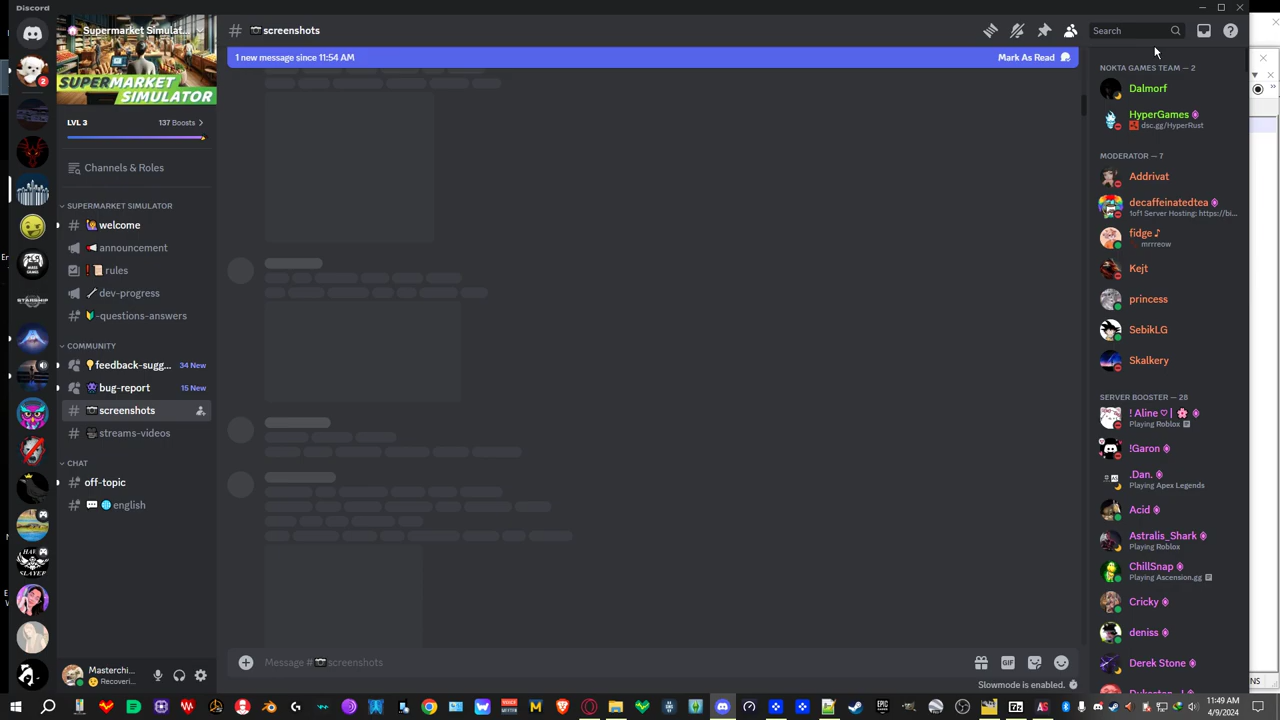 Discord
Supermarket Simulat...
SUPERMARKET
SIMULATOR
LVL 3
137 Boosts
Channels & Roles
SUPERMARKET SIMULATOR
welcome
announcement
rules
dev-progress
-questions-answers
COMMUNITY
feedback-sugg...
34 New
bug-report
15 New
screenshots
streams-videos
CHAT
off-topic
english
Masterchi...
Recoveri...
screenshots
1 new message since 11:54 AM
Mark As Read
Message # screenshots
GIF
Slowmode is enabled.
Search
NOKTA GAMES TEAM — 2
Dalmorf
HyperGames
dsc.gg/HyperRust
MODERATOR — 7
Addrivat
decaffeinatedtea
1of1 Server Hosting: https://bi...
fidge ♪
mrrreow
Kejt
princess
SebikLG
Skalkery
SERVER BOOSTER — 28
! Aline ♡ |
Playing Roblox
!Garon
.Dan.
Playing Apex Legends
Acid
Astralis_Shark
Playing Roblox
ChillSnap
Playing Ascension.gg
Cricky
deniss
Derek Stone
NS
11:49 AM
4/9/2024